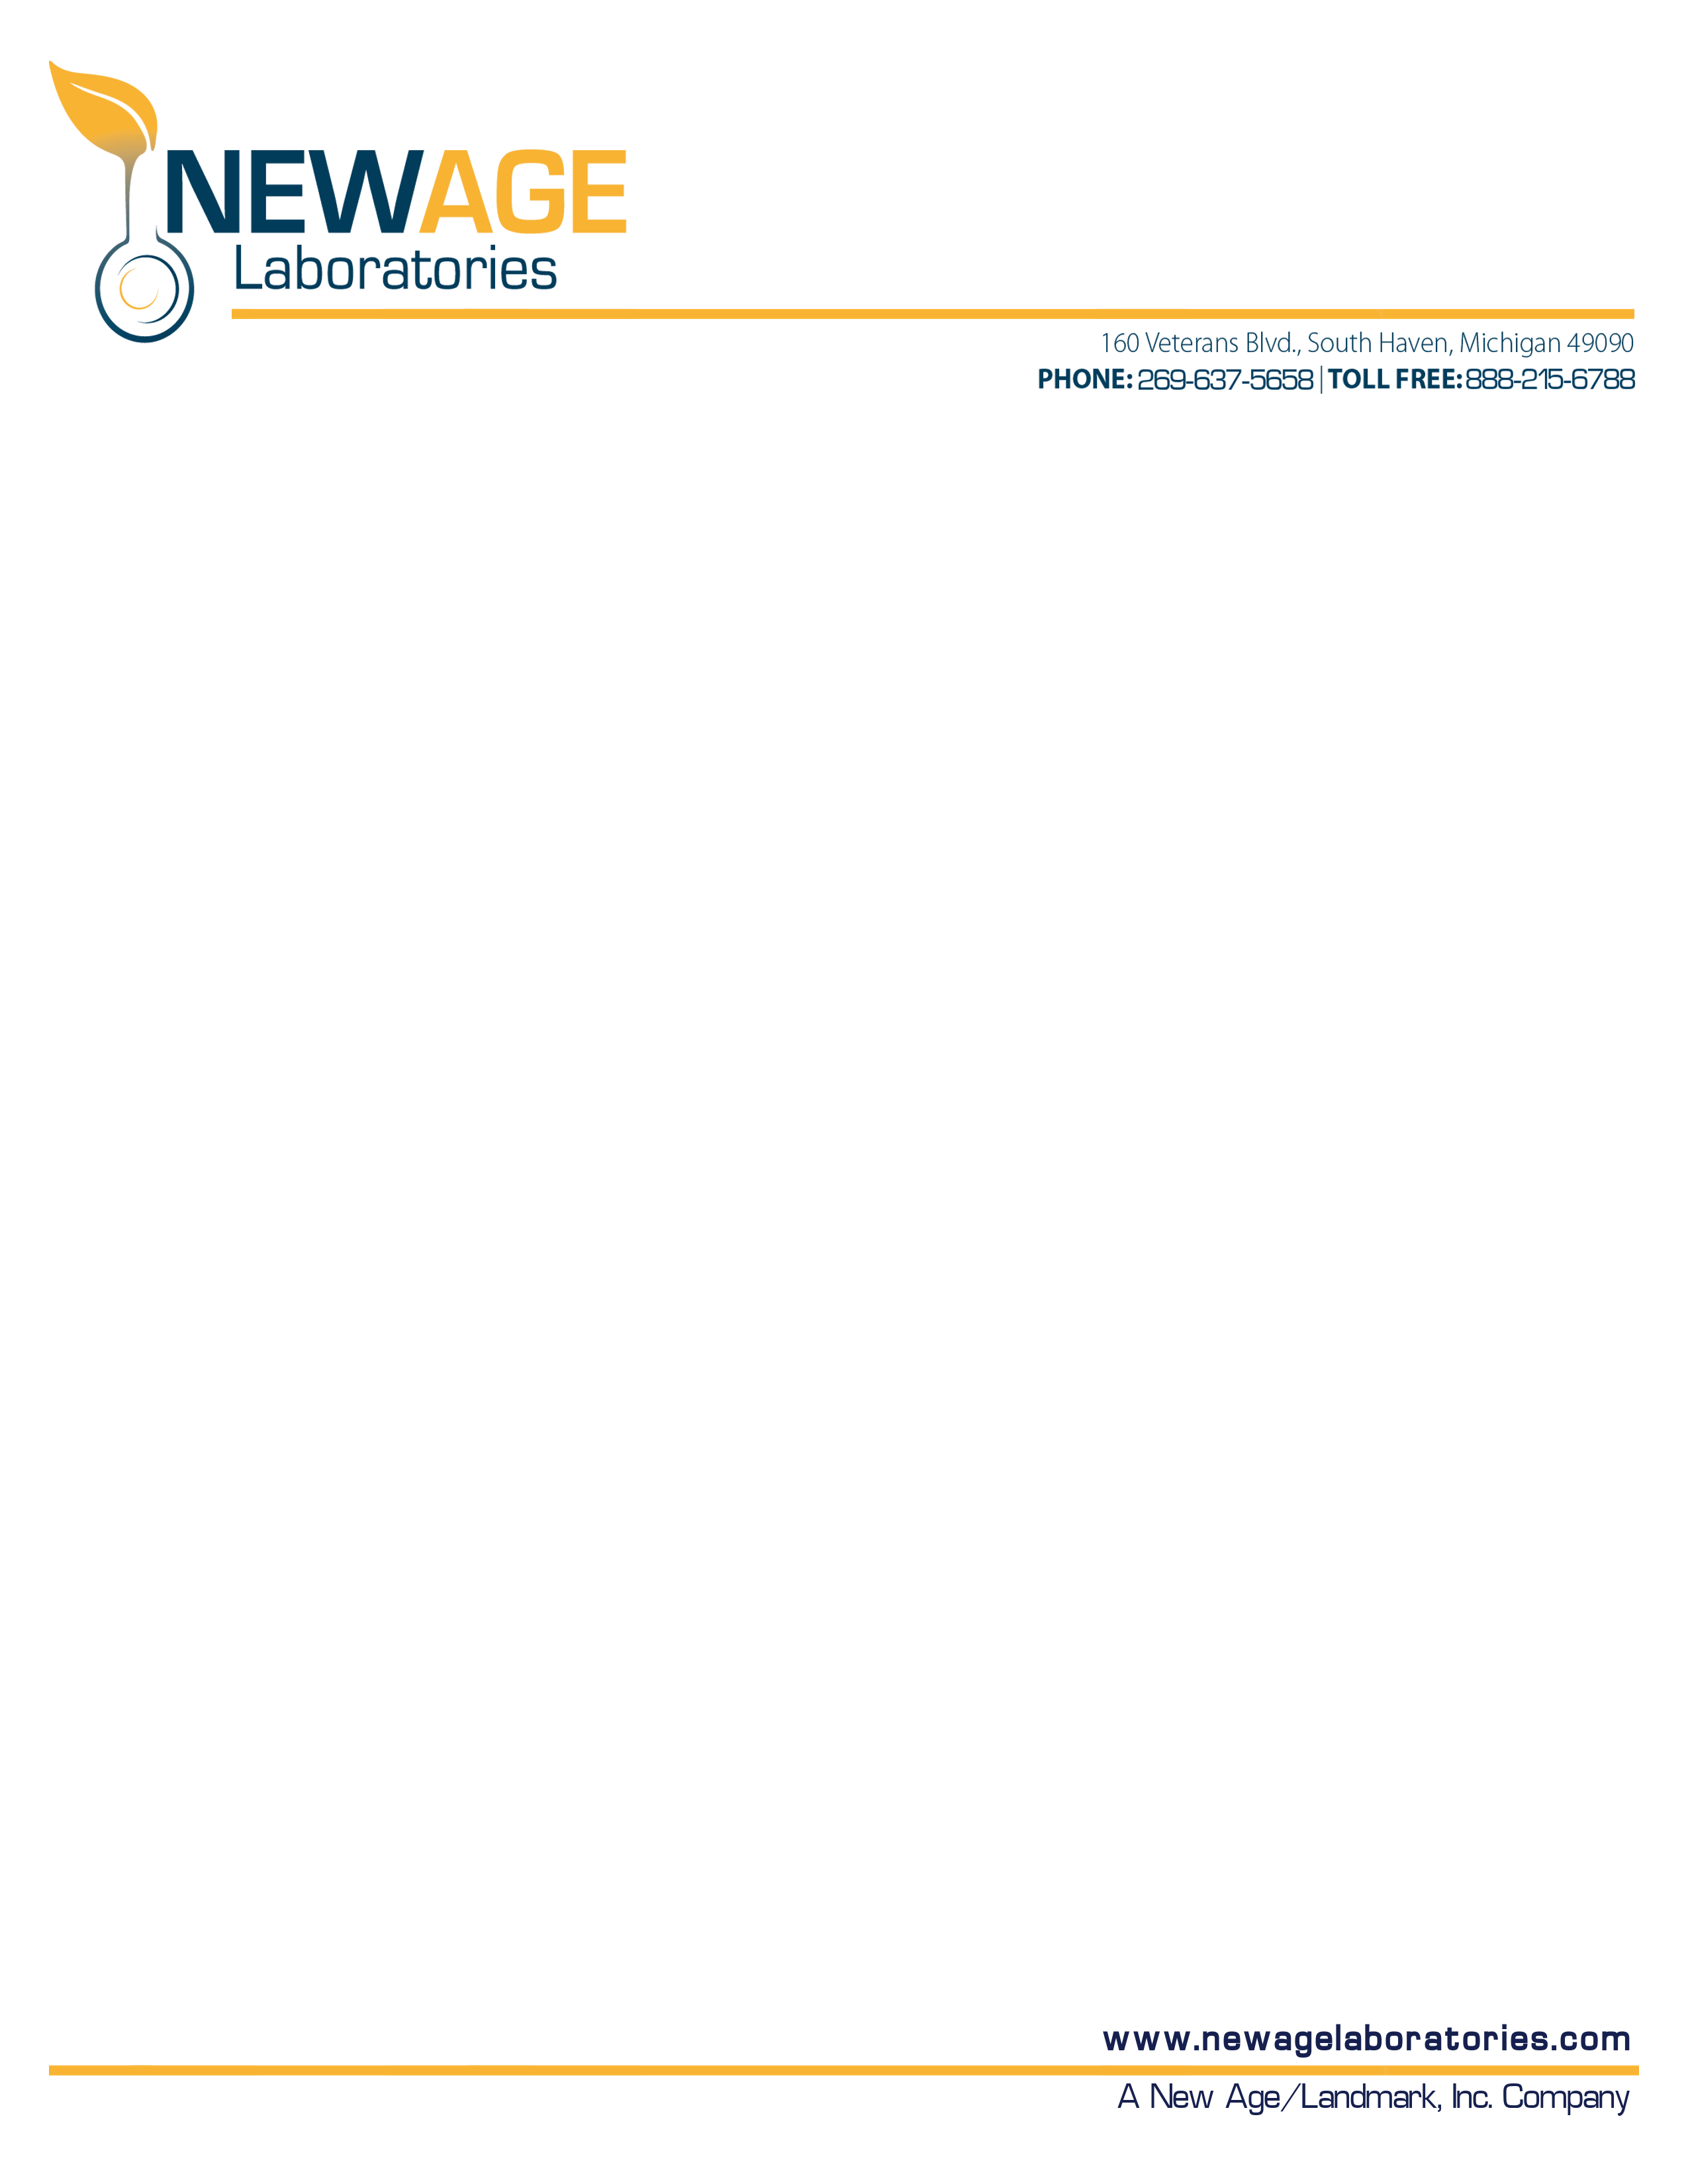 NEWAGE
Laboratories
160 Veterans Blvd., South Haven, Michigan 49090
PHONE: 269-637-5658 | TOLL FREE: 888-215-6788
www.newagelaboratories.com
A New Age/Landmark, Inc. Company